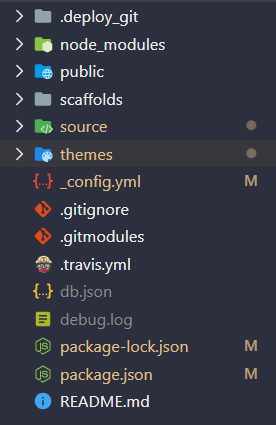 .deploy_git
node_modules
public
scaffolds
source
themes
_config.yml M
.gitignore
.gitmodules
.travis.yml
db.json
debug.log
package-lock.json M
package.json M
README.md